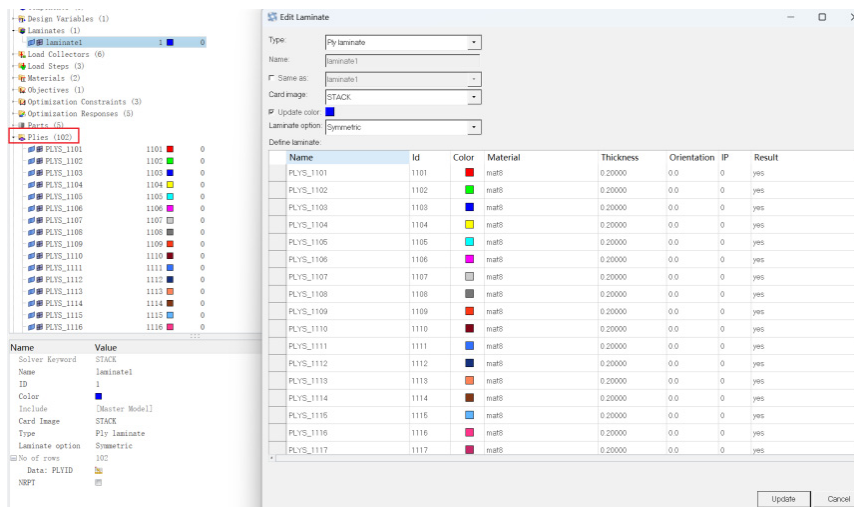 Design Variables (1)
Laminates (1)
laminate1 1 0
Load Collectors (6)
Load Steps (3)
Materials (2)
Objectives (1)
Optimization Constraints (3)
Optimization Responses (5)
Parts (5)
Plies (102)
PLYS_1101 1101 0
PLYS_1102 1102 0
PLYS_1103 1103 0
PLYS_1104 1104 0
PLYS_1105 1105 0
PLYS_1106 1106 0
PLYS_1107 1107 0
PLYS_1108 1108 0
PLYS_1109 1109 0
PLYS_1110 1110 0
PLYS_1111 1111 0
PLYS_1112 1112 0
PLYS_1113 1113 0
PLYS_1114 1114 0
PLYS_1115 1115 0
PLYS_1116 1116 0
Name Value
Solver Keyword STACK
Name laminate1
ID 1
Color
Include [Master Model]
Card Image STACK
Type Ply laminate
Laminate option Symmetric
No of rows 102
Data: PLYID
NRPT
Edit Laminate
Type: Ply laminate
Name: laminate1
Same as: laminate1
Card image: STACK
Update color:
Laminate option: Symmetric
Define laminate:
Name Id Color Material Thickness Orientation IP Result
PLYS_1101 1101 mat8 0.20000 0.0 0 yes
PLYS_1102 1102 mat8 0.20000 0.0 0 yes
PLYS_1103 1103 mat8 0.20000 0.0 0 yes
PLYS_1104 1104 mat8 0.20000 0.0 0 yes
PLYS_1105 1105 mat8 0.20000 0.0 0 yes
PLYS_1106 1106 mat8 0.20000 0.0 0 yes
PLYS_1107 1107 mat8 0.20000 0.0 0 yes
PLYS_1108 1108 mat8 0.20000 0.0 0 yes
PLYS_1109 1109 mat8 0.20000 0.0 0 yes
PLYS_1110 1110 mat8 0.20000 0.0 0 yes
PLYS_1111 1111 mat8 0.20000 0.0 0 yes
PLYS_1112 1112 mat8 0.20000 0.0 0 yes
PLYS_1113 1113 mat8 0.20000 0.0 0 yes
PLYS_1114 1114 mat8 0.20000 0.0 0 yes
PLYS_1115 1115 mat8 0.20000 0.0 0 yes
PLYS_1116 1116 mat8 0.20000 0.0 0 yes
PLYS_1117 1117 mat8 0.20000 0.0 0 yes
Update Cancel